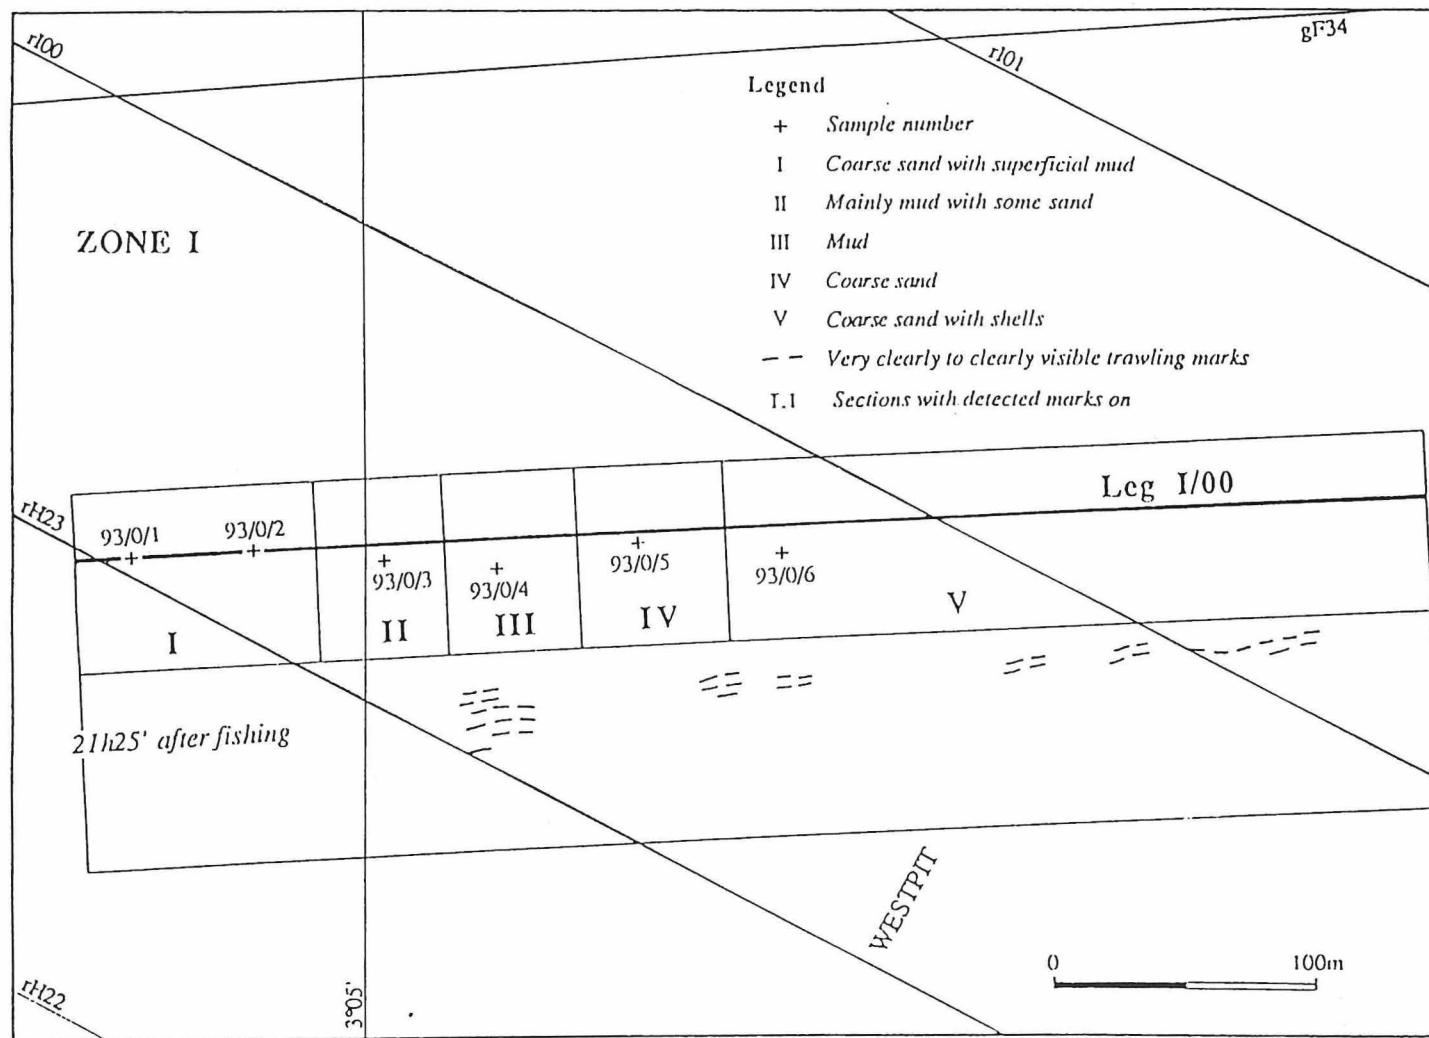 rI00
gF34
rI01
Legend
+ Sample number
I Coarse sand with superficial mud
II Mainly mud with some sand
III Mud
IV Coarse sand
V Coarse sand with shells
-- Very clearly to clearly visible trawling marks
I.I Sections with detected marks on
ZONE I
Leg I/00
rH23
93/0/1
93/0/2
93/0/3
93/0/4
93/0/5
93/0/6
I
II
III
IV
V
21h25' after fishing
WESTPIT
0 100m
rH22
3°05'